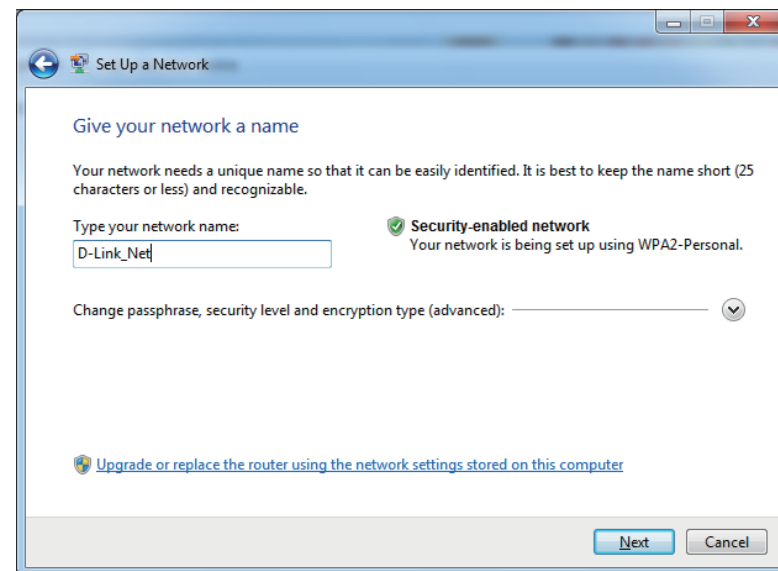 Set Up a Network
Give your network a name
Your network needs a unique name so that it can be easily identified. It is best to keep the name short (25
characters or less) and recognizable.
Type your network name:
D-Link_Net
Security-enabled network
Your network is being set up using WPA2-Personal.
Change passphrase, security level and encryption type (advanced):
Upgrade or replace the router using the network settings stored on this computer
Next
Cancel